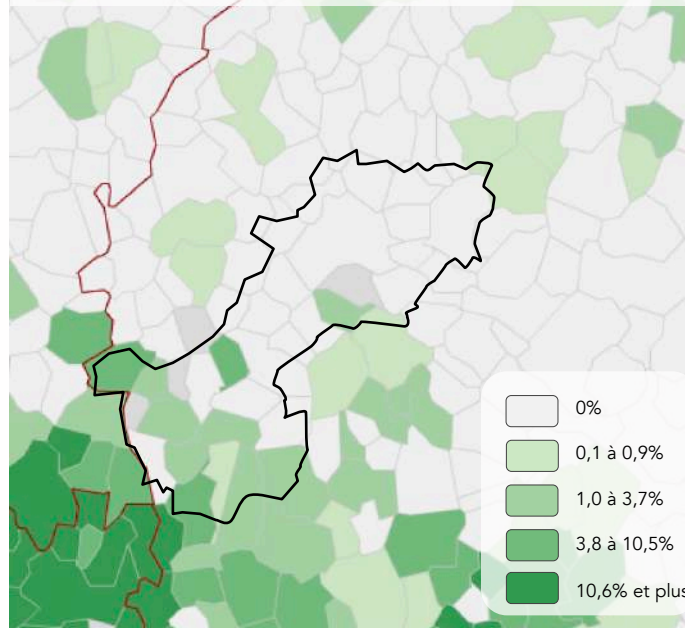 0%
0,1 à 0,9%
1,0 à 3,7%
3,8 à 10,5%
10,6% et plus